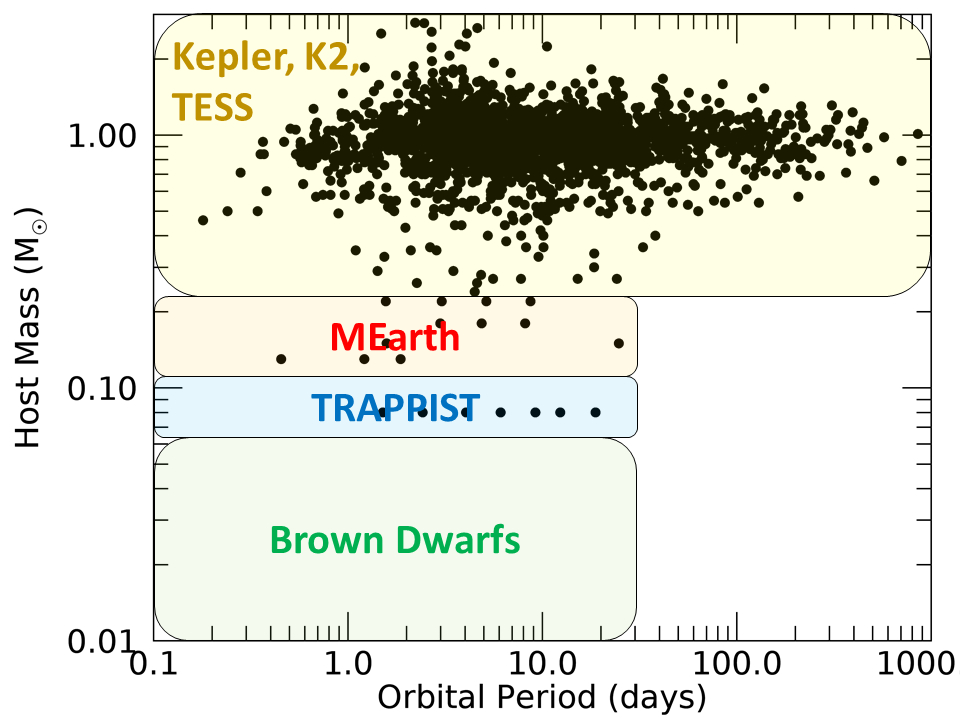 Kepler, K2,
TESS
1.00
MEarth
0.10
TRAPPIST
Brown Dwarfs
0.01
0.1 1.0 10.0 100.0 1000.
Orbital Period (days)
Host Mass (M☉)